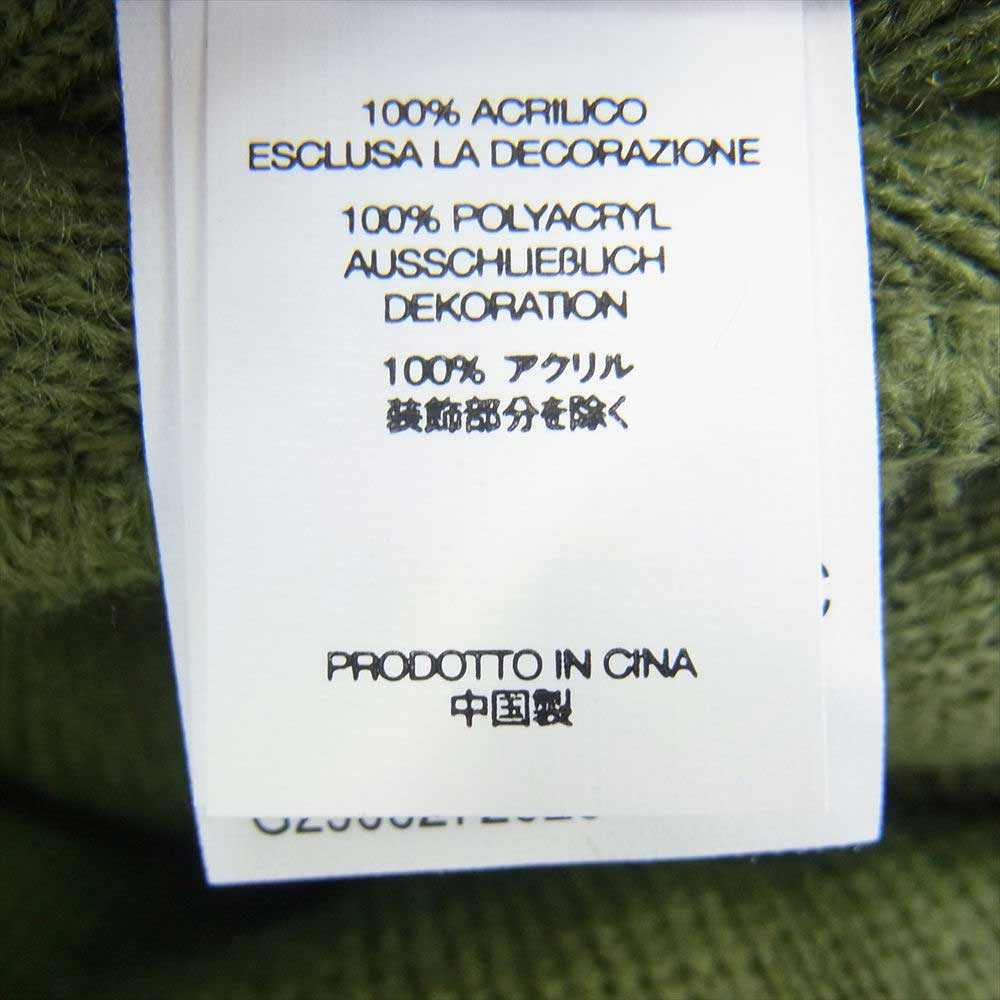 100% ACRILICO
ESCLUSA LA DECORAZIONE
100% POLYACRYL
AUSSCHLIEßLICH
DEKORATION
100% アクリル
装飾部分を除く
PRODOTTO IN CINA
中国製